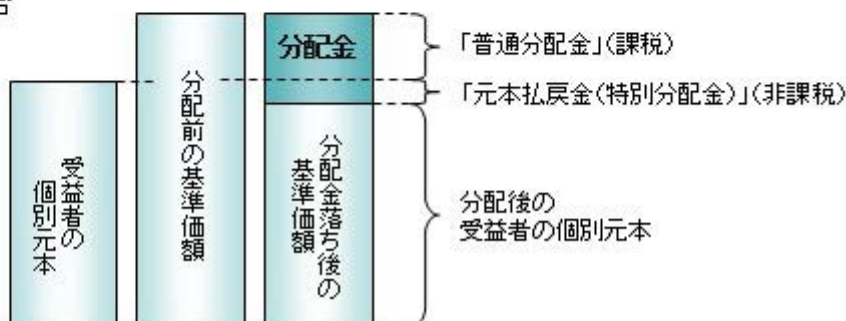 受益者の
個別元本
分配前の基準価額
分配金
分配金落ち後の
基準価額
「普通分配金」(課税)
「元本払戻金(特別分配金)」(非課税)
分配後の
受益者の個別元本